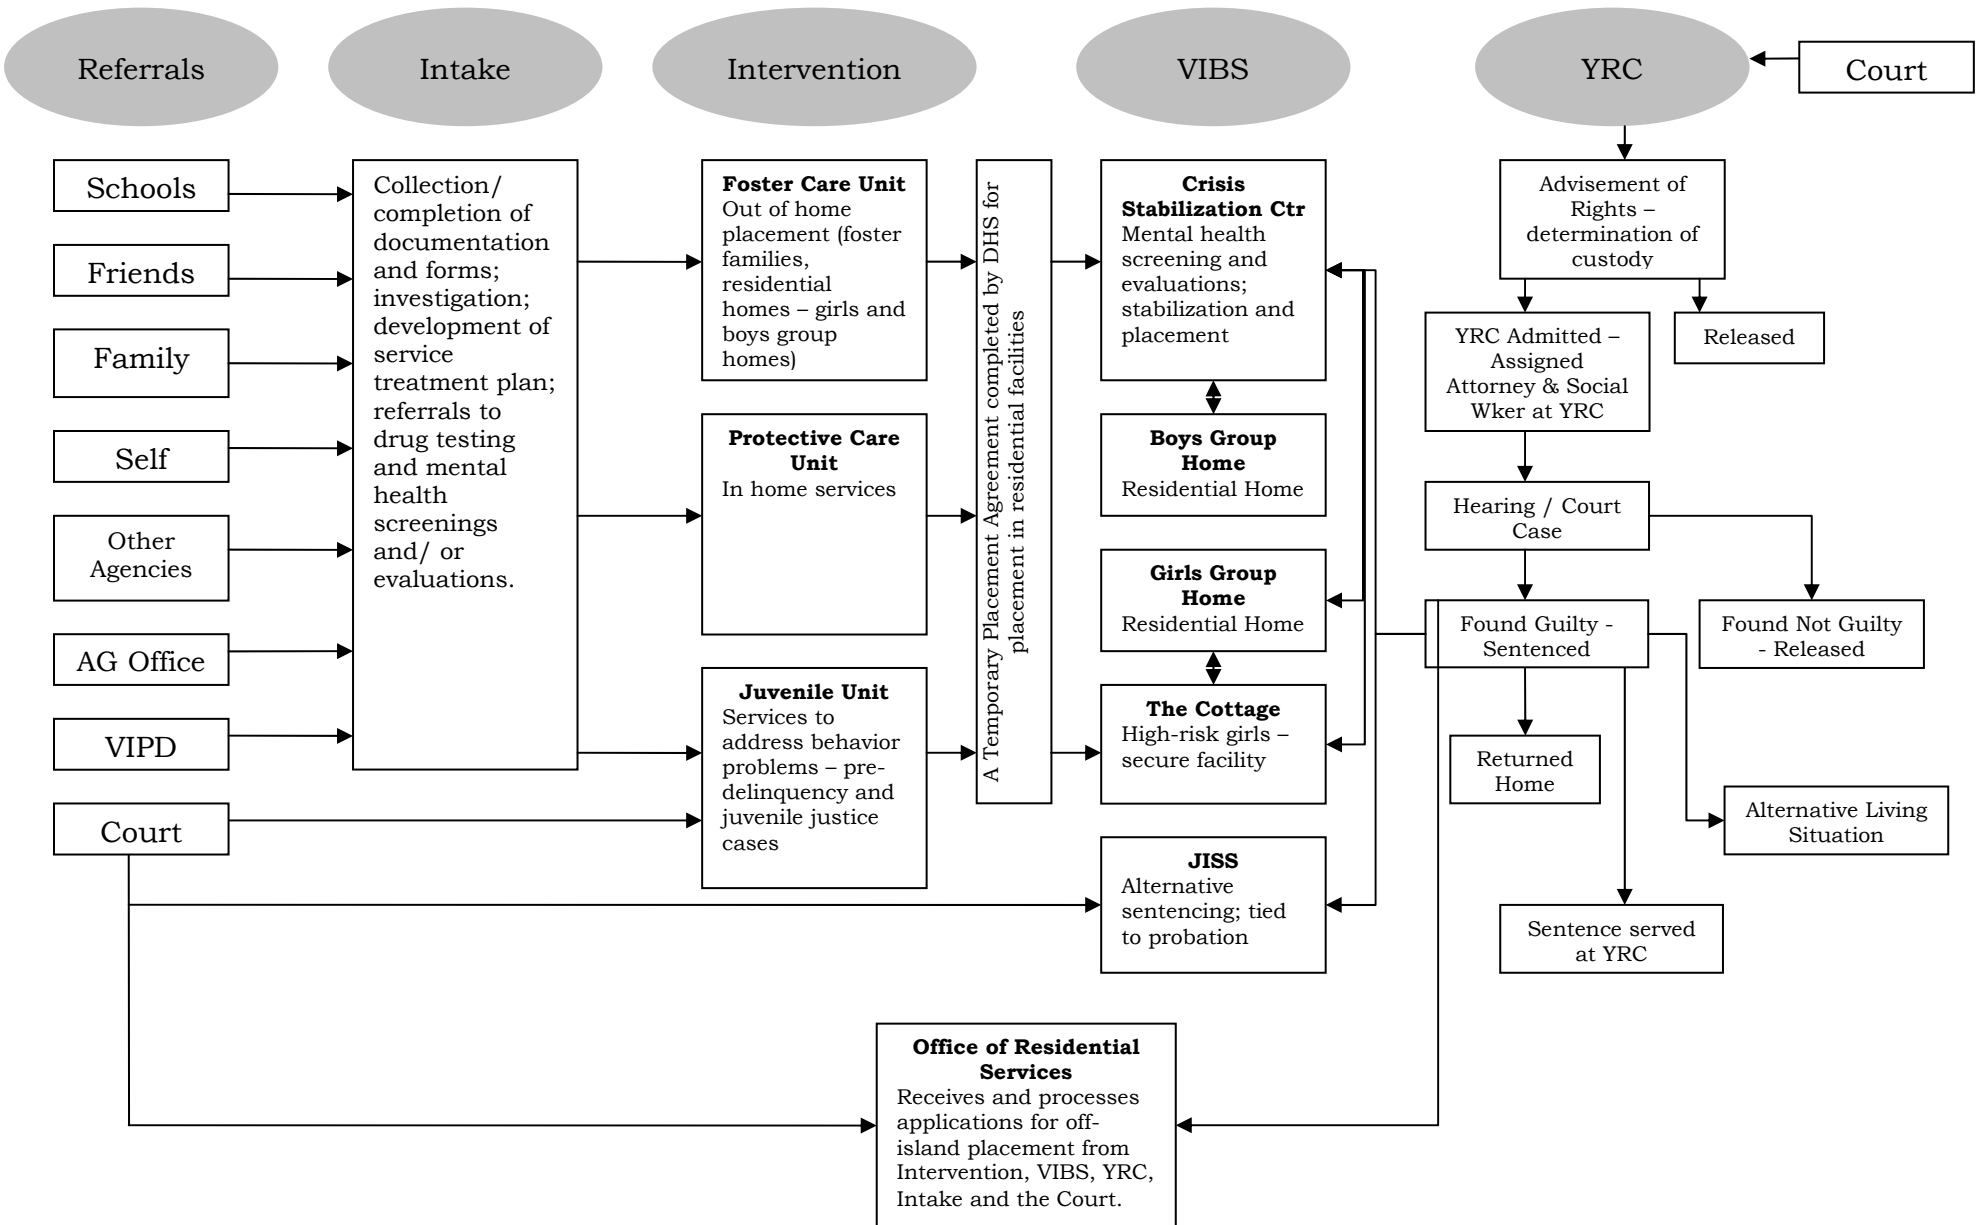 Referrals
Intake
Intervention
VIBS
YRC
Court
Schools
Friends
Family
Self
Other
Agencies
AG Office
VIPD
Court
Collection/
completion of
documentation
and forms;
investigation;
development of
service
treatment plan;
referrals to
drug testing
and mental
health
screenings
and/ or
evaluations.
Foster Care Unit
Out of home
placement (foster
families,
residential
homes – girls and
boys group
homes)
Protective Care
Unit
In home services
Juvenile Unit
Services to
address behavior
problems – pre-
delinquency and
juvenile justice
cases
A Temporary Placement Agreement completed by DHS for
placement in residential facilities
Crisis
Stabilization Ctr
Mental health
screening and
evaluations;
stabilization and
placement
Boys Group
Home
Residential Home
Girls Group
Home
Residential Home
The Cottage
High-risk girls –
secure facility
JISS
Alternative
sentencing; tied
to probation
Advisement of
Rights –
determination of
custody
YRC Admitted –
Assigned
Attorney & Social
Wker at YRC
Released
Hearing / Court
Case
Found Guilty -
Sentenced
Found Not Guilty
- Released
Returned
Home
Alternative Living
Situation
Sentence served
at YRC
Office of Residential
Services
Receives and processes
applications for off-
island placement from
Intervention, VIBS, YRC,
Intake and the Court.